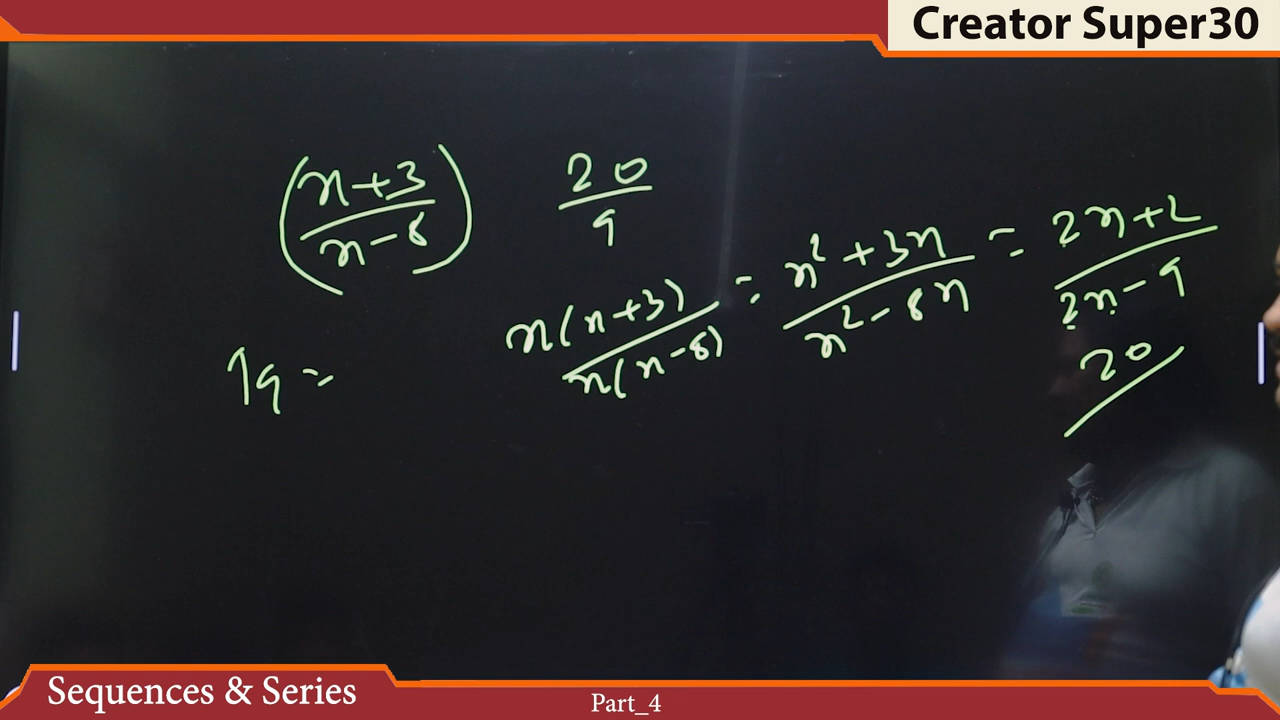 Creator Super30
(n+3/n-8) 20/9
n(n+3)/n(n-8) = n²+3n/n²-8n = 2n+2/2n-9
19 =
20
Sequences & Series
Part_4